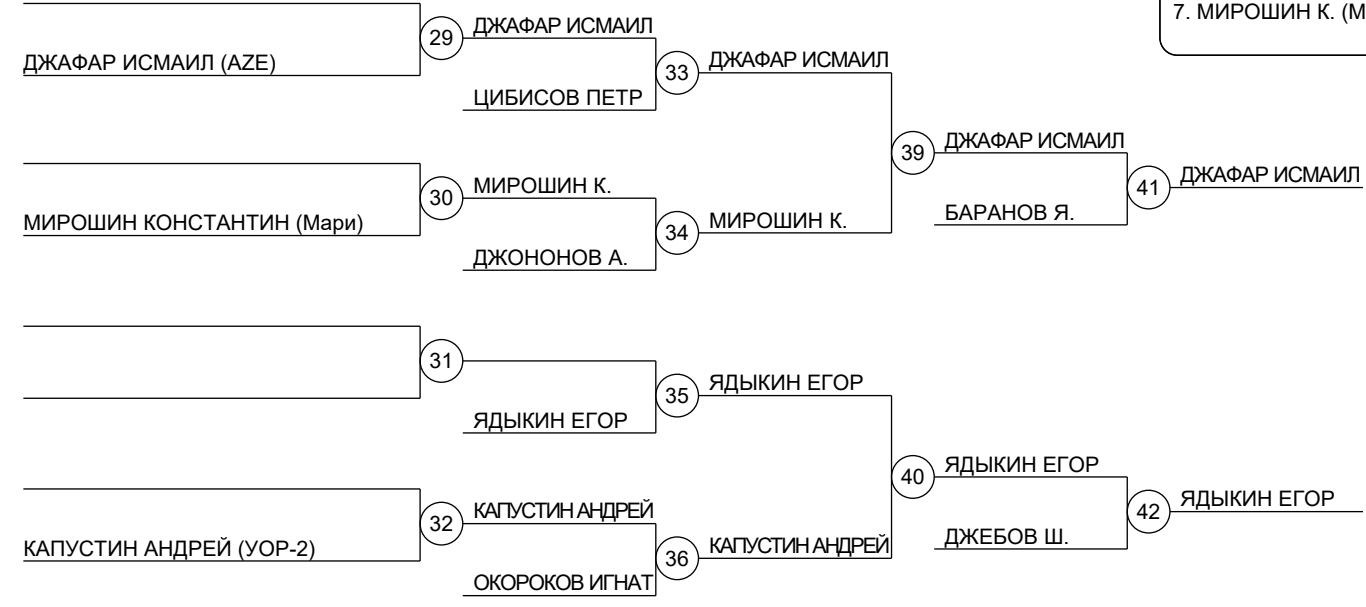 7. МИРОШИН К. (М
29
ДЖАФАР ИСМАИЛ
ДЖАФАР ИСМАИЛ (AZE)
33
ДЖАФАР ИСМАИЛ
ЦИБИСОВ ПЕТР
39
ДЖАФАР ИСМАИЛ
41
ДЖАФАР ИСМАИЛ
30
МИРОШИН К.
МИРОШИН КОНСТАНТИН (Мари)
34
МИРОШИН К.
БАРАНОВ Я.
ДЖОНОНОВ А.
31
35
ЯДЫКИН ЕГОР
ЯДЫКИН ЕГОР
40
ЯДЫКИН ЕГОР
42
ЯДЫКИН ЕГОР
32
КАПУСТИН АНДРЕЙ
КАПУСТИН АНДРЕЙ (УОР-2)
36
КАПУСТИН АНДРЕЙ
ДЖЕБОВ Ш.
ОКОРОКОВ ИГНАТ